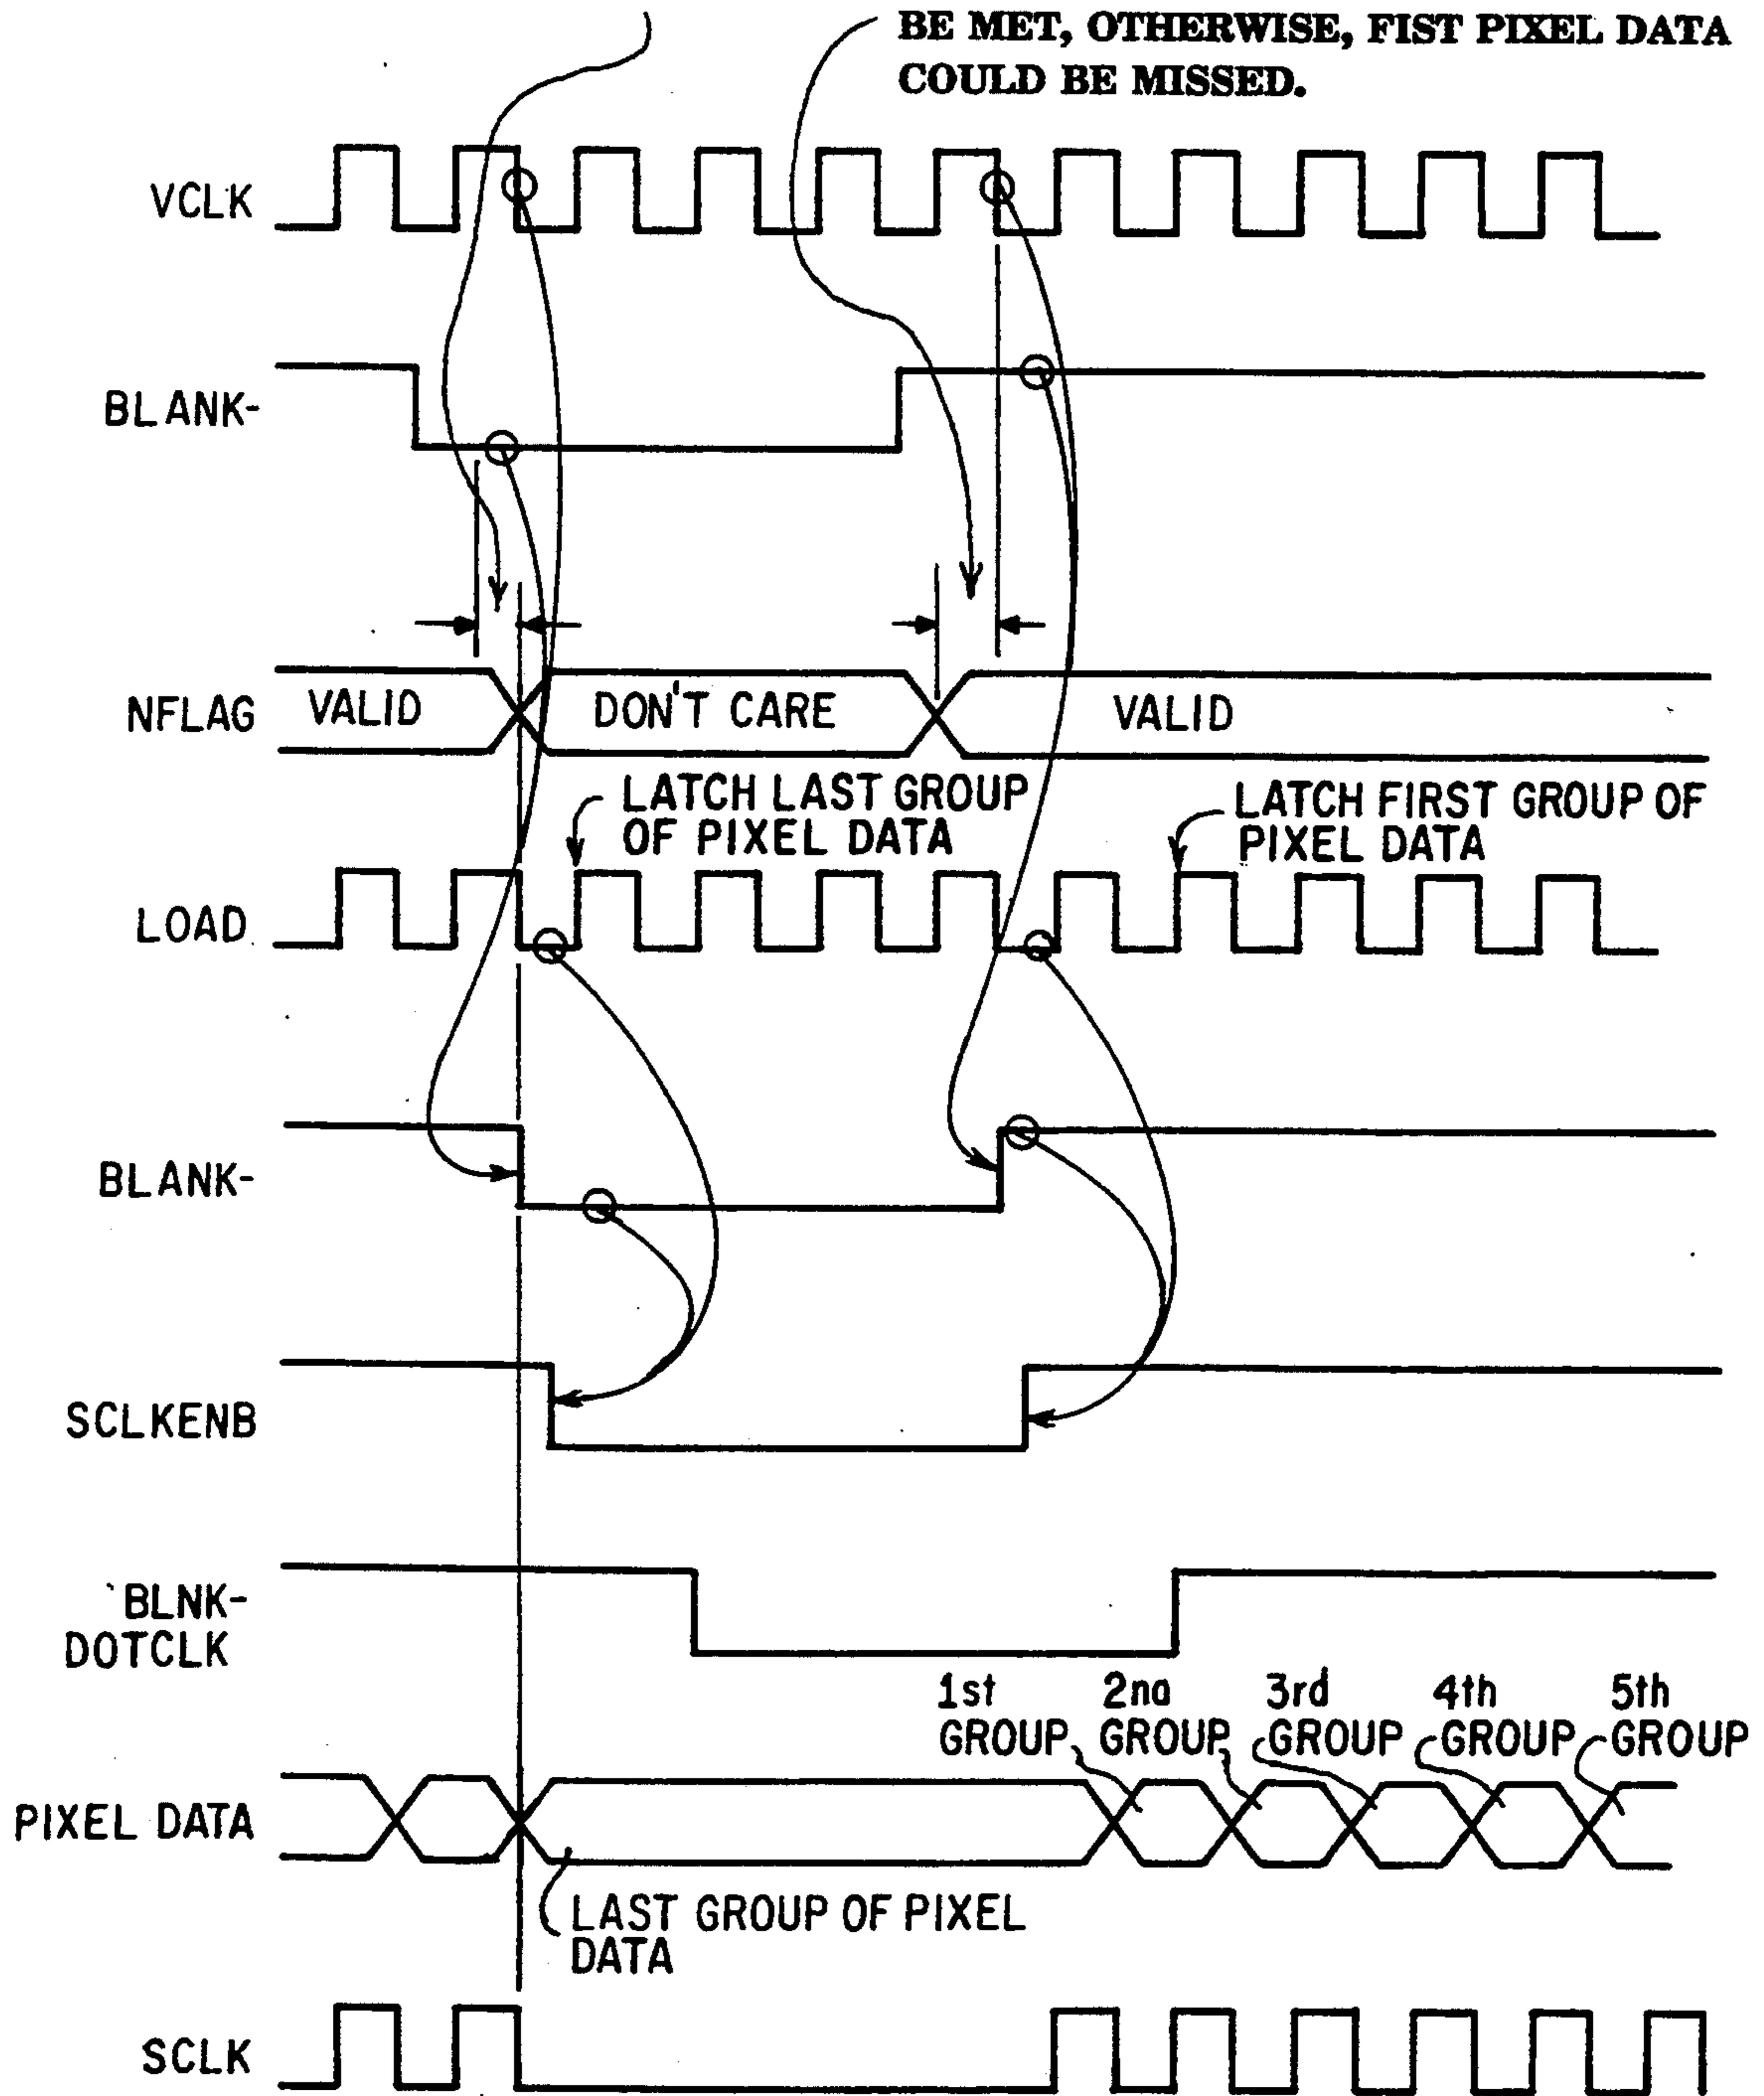 BE MET, OTHERWISE, FIST PIXEL DATA
COULD BE MISSED.
VCLK
BLANK-
NFLAG
VALID
DON'T CARE
VALID
LATCH LAST GROUP
OF PIXEL DATA
LATCH FIRST GROUP OF
PIXEL DATA
LOAD
BLANK-
SCLKENB
BLNK-
DOTCLK
1st
GROUP
2na
GROUP
3rd
GROUP
4th
GROUP
5th
GROUP
PIXEL DATA
LAST GROUP OF PIXEL
DATA
SCLK